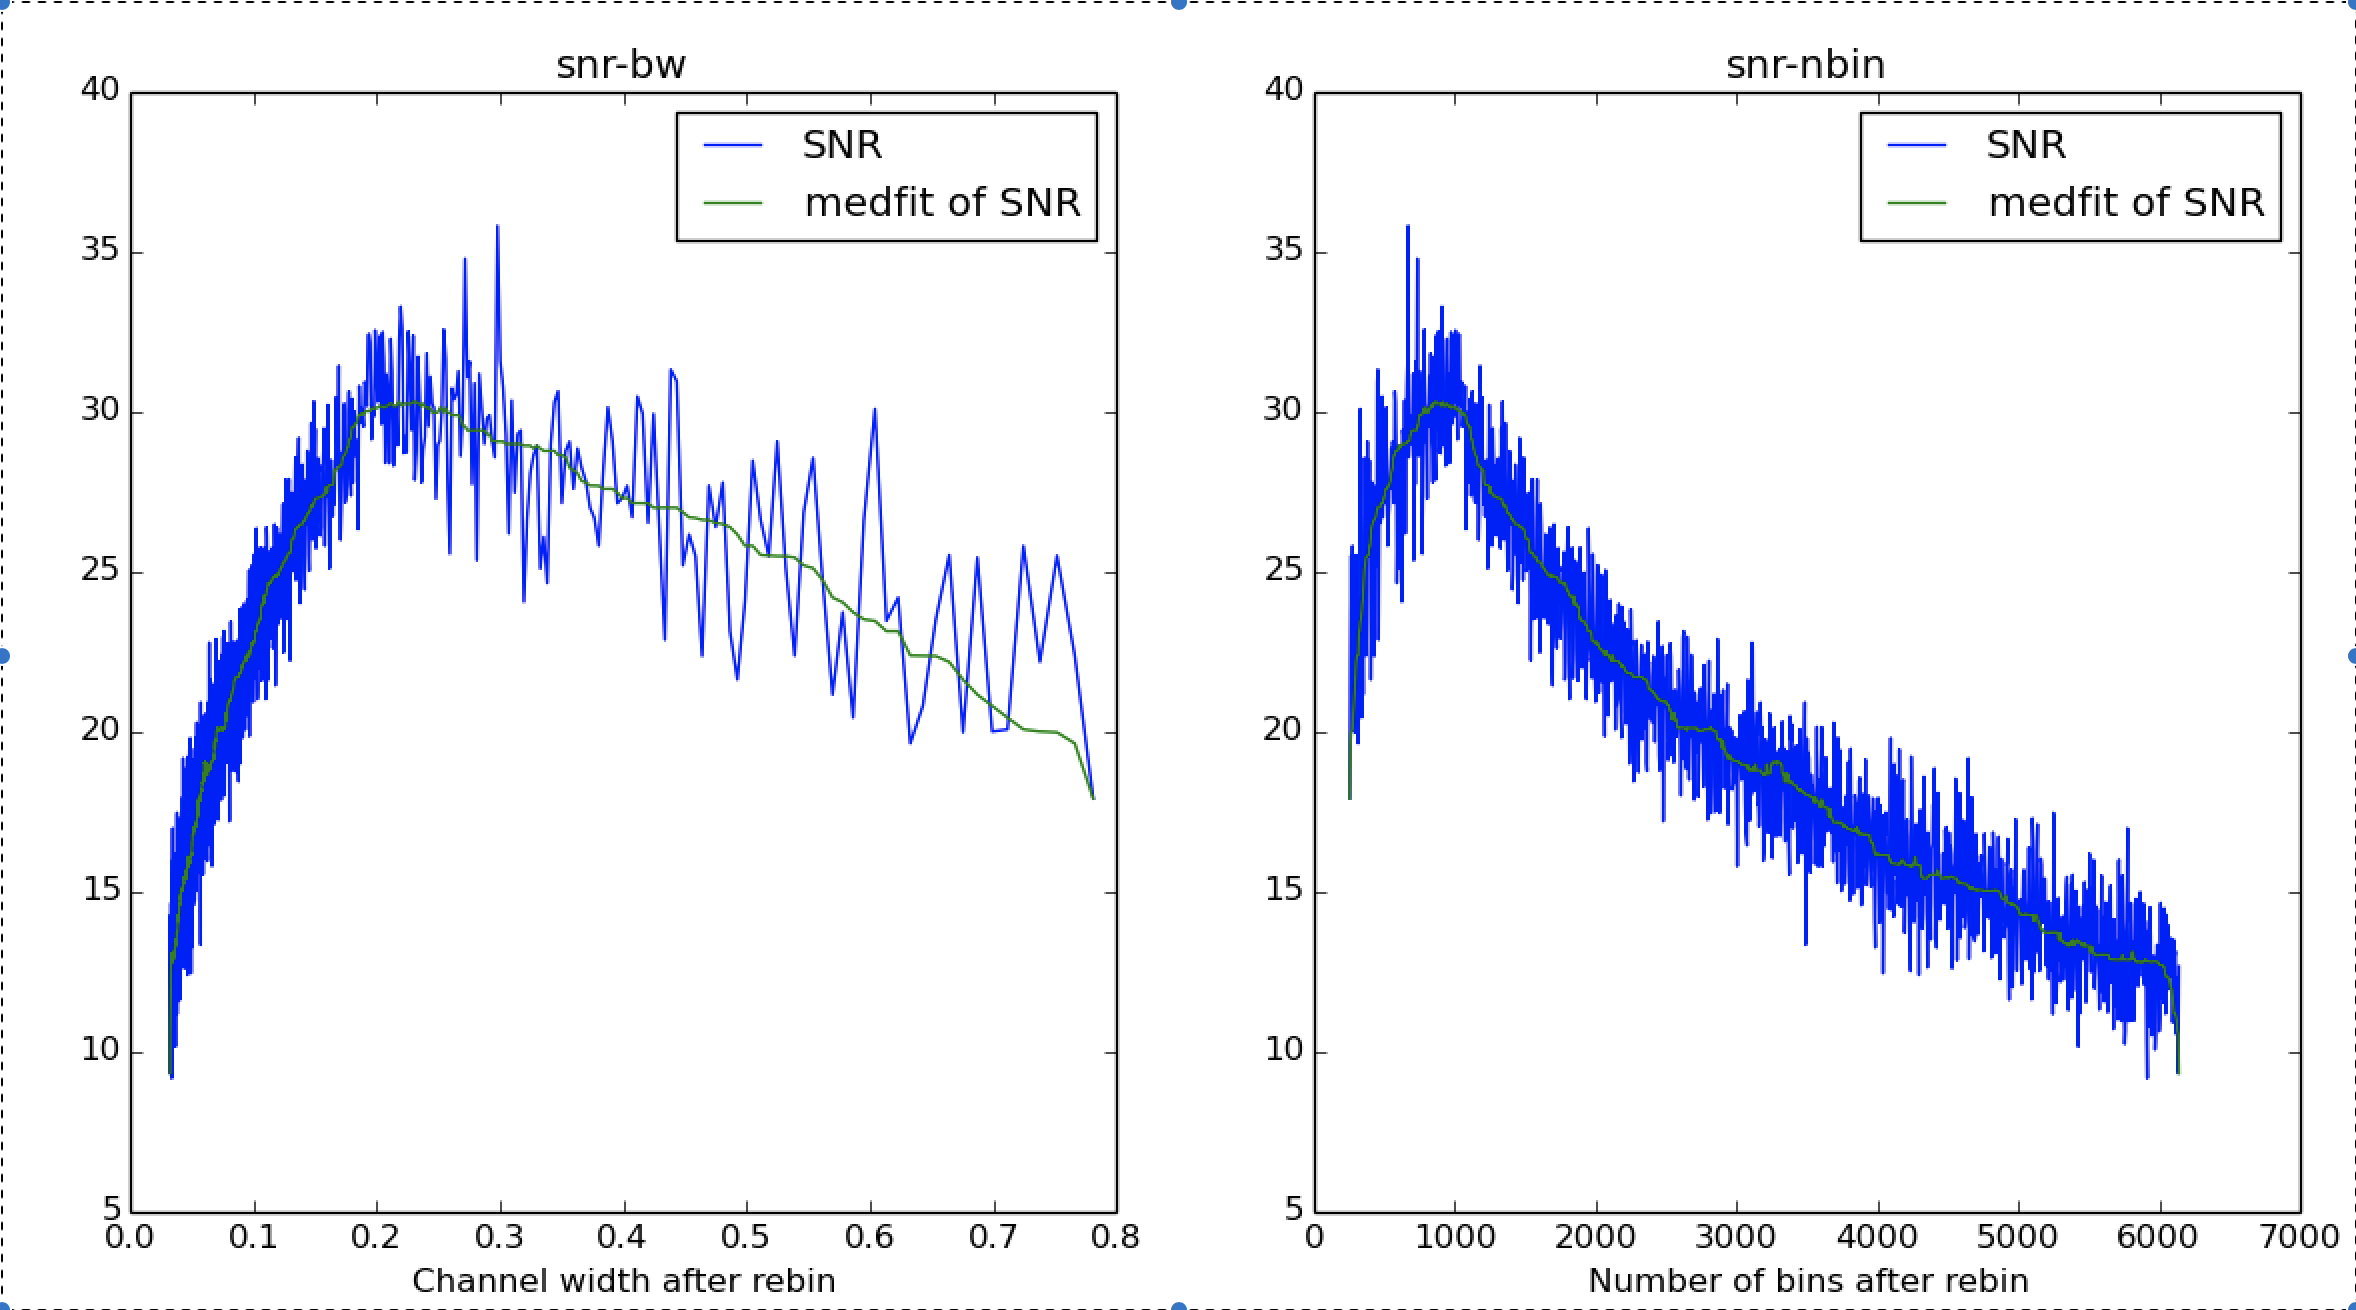 snr-bw
40
35
30
25
20
15
10
5
0.0 0.1 0.2 0.3 0.4 0.5 0.6 0.7 0.8
Channel width after rebin
SNR
medfit of SNR
snr-nbin
40
35
30
25
20
15
10
5
0 1000 2000 3000 4000 5000 6000 7000
Number of bins after rebin
SNR
medfit of SNR